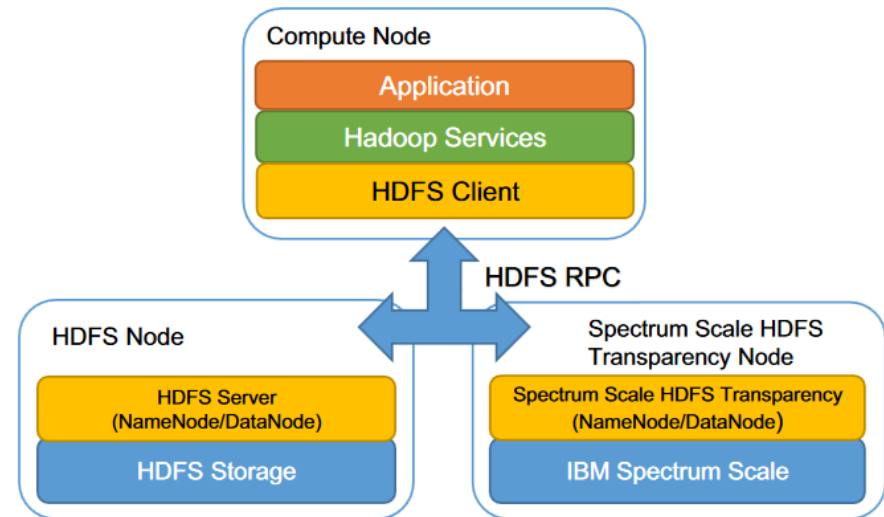 Compute Node
Application
Hadoop Services
HDFS Client
HDFS RPC
HDFS Node
HDFS Server
(NameNode/DataNode)
HDFS Storage
Spectrum Scale HDFS
Transparency Node
Spectrum Scale HDFS Transparency
(NameNode/DataNode)
IBM Spectrum Scale